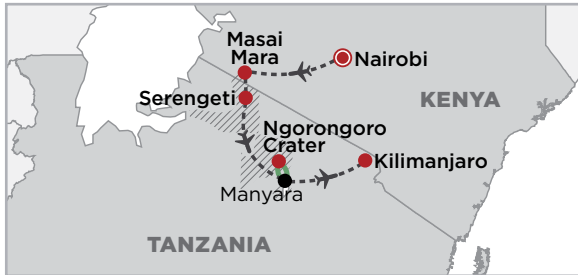 Masai
Mara
Nairobi
Serengeti
KENYA
Ngorongoro
Crater
Kilimanjaro
Manyara
TANZANIA